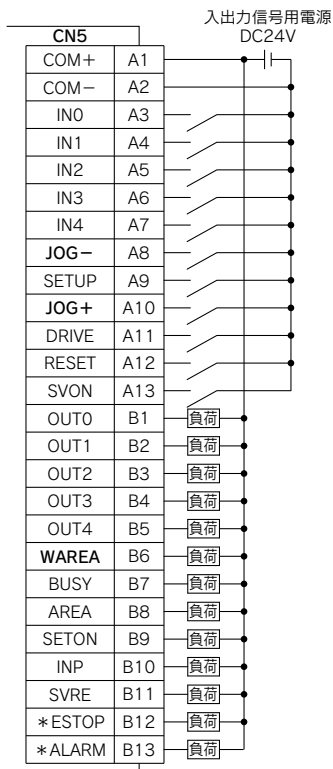 入出力信号用電源
DC24V
CN5
COM+ A1
COM− A2
IN0 A3
IN1 A4
IN2 A5
IN3 A6
IN4 A7
JOG− A8
SETUP A9
JOG+ A10
DRIVE A11
RESET A12
SVON A13
OUT0 B1 負荷
OUT1 B2 負荷
OUT2 B3 負荷
OUT3 B4 負荷
OUT4 B5 負荷
WAREA B6 負荷
BUSY B7 負荷
AREA B8 負荷
SETON B9 負荷
INP B10 負荷
SVRE B11 負荷
＊ESTOP B12 負荷
＊ALARM B13 負荷